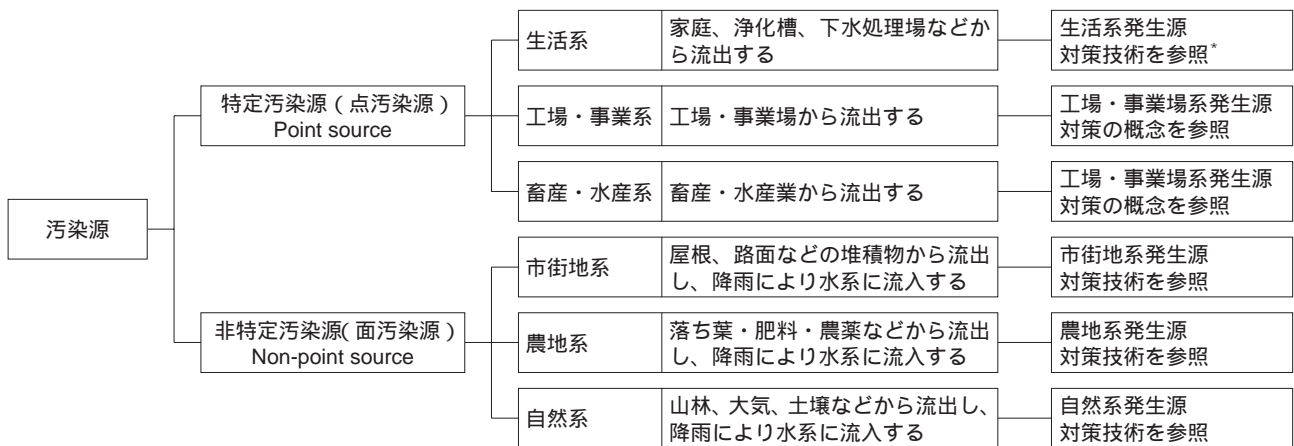 汚染源
特定汚染源(点汚染源)
Point source
生活系
家庭、浄化槽、下水処理場などか
ら流出する
生活系発生源
対策技術を参照*
工場・事業系
工場・事業場から流出する
工場・事業場系発生源
対策の概念を参照
畜産・水産系
畜産・水産業から流出する
工場・事業場系発生源
対策の概念を参照
非特定汚染源(面汚染源)
Non-point source
市街地系
屋根、路面などの堆積物から流出
し、降雨により水系に流入する
市街地系発生源
対策技術を参照
農地系
落ち葉・肥料・農薬などから流出
し、降雨により水系に流入する
農地系発生源
対策技術を参照
自然系
山林、大気、土壌などから流出し、
降雨により水系に流入する
自然系発生源
対策技術を参照